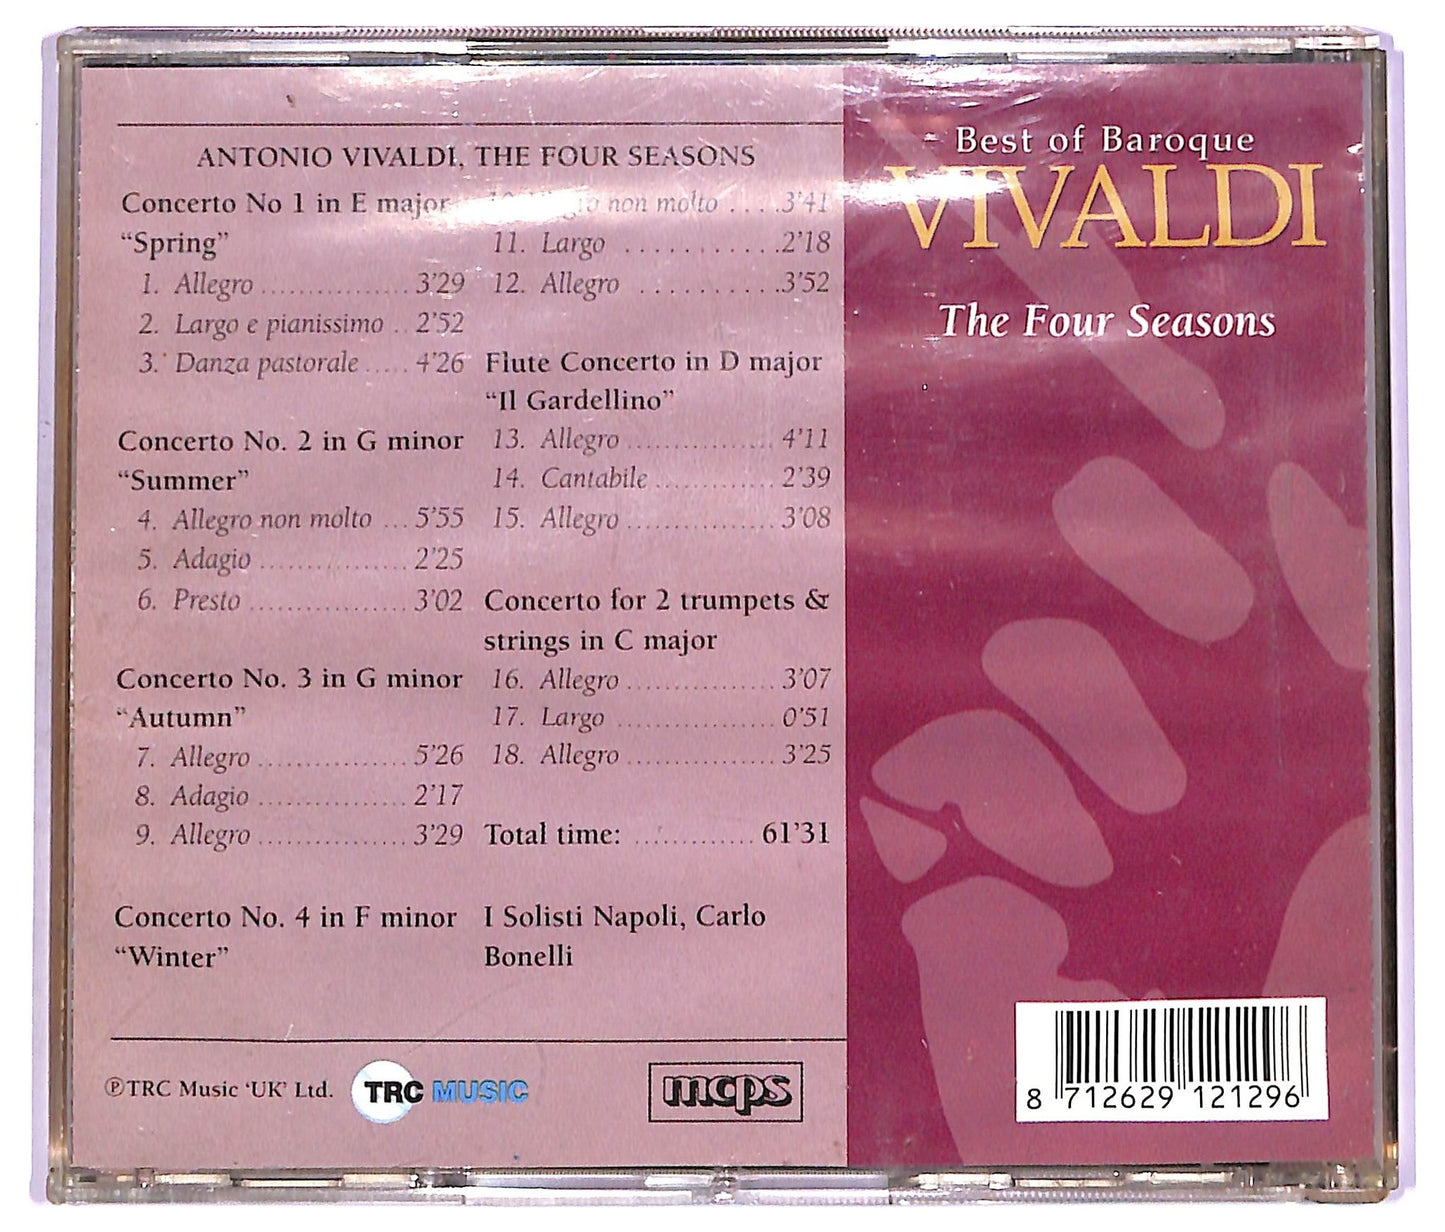 ANTONIO VIVALDI, THE FOUR SEASONS
Concerto No 1 in E major
“Spring”
1. Allegro ................ 3’29
2. Largo e pianissimo .. 2’52
3. Danza pastorale ..... 4’26
Concerto No. 2 in G minor
“Summer”
4. Allegro non molto ... 5’55
5. Adagio ................ 2’25
6. Presto ................. 3’02
Concerto No. 3 in G minor
“Autumn”
7. Allegro ................ 5’26
8. Adagio ................ 2’17
9. Allegro ................ 3’29
Concerto No. 4 in F minor
“Winter”
non molto ....3’41
11. Largo ..........2’18
12. Allegro ..........3’52
Flute Concerto in D major
“Il Gardellino”
13. Allegro ................ 4’11
14. Cantabile ............. 2’39
15. Allegro ................ 3’08
Concerto for 2 trumpets &
strings in C major
16. Allegro ................ 3’07
17. Largo ................. 0’51
18. Allegro ................ 3’25
Total time: ............. 61’31
I Solisti Napoli, Carlo
Bonelli
℗TRC Music ‘UK’ Ltd.
TRC MUSIC
mcps
Best of Baroque
VIVALDI
The Four Seasons
8 712629 121296